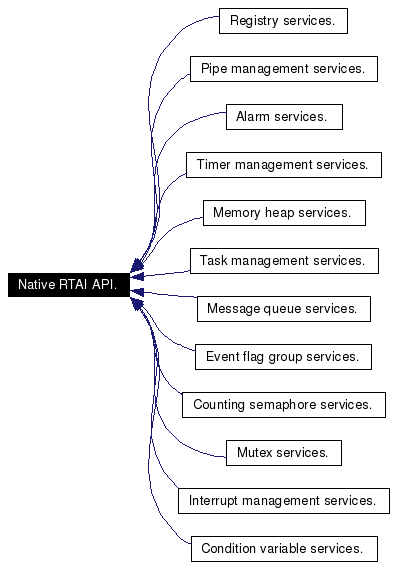 Registry services.
Pipe management services.
Alarm services.
Timer management services.
Memory heap services.
Task management services.
Native RTAI API.
Message queue services.
Event flag group services.
Counting semaphore services.
Mutex services.
Interrupt management services.
Condition variable services.